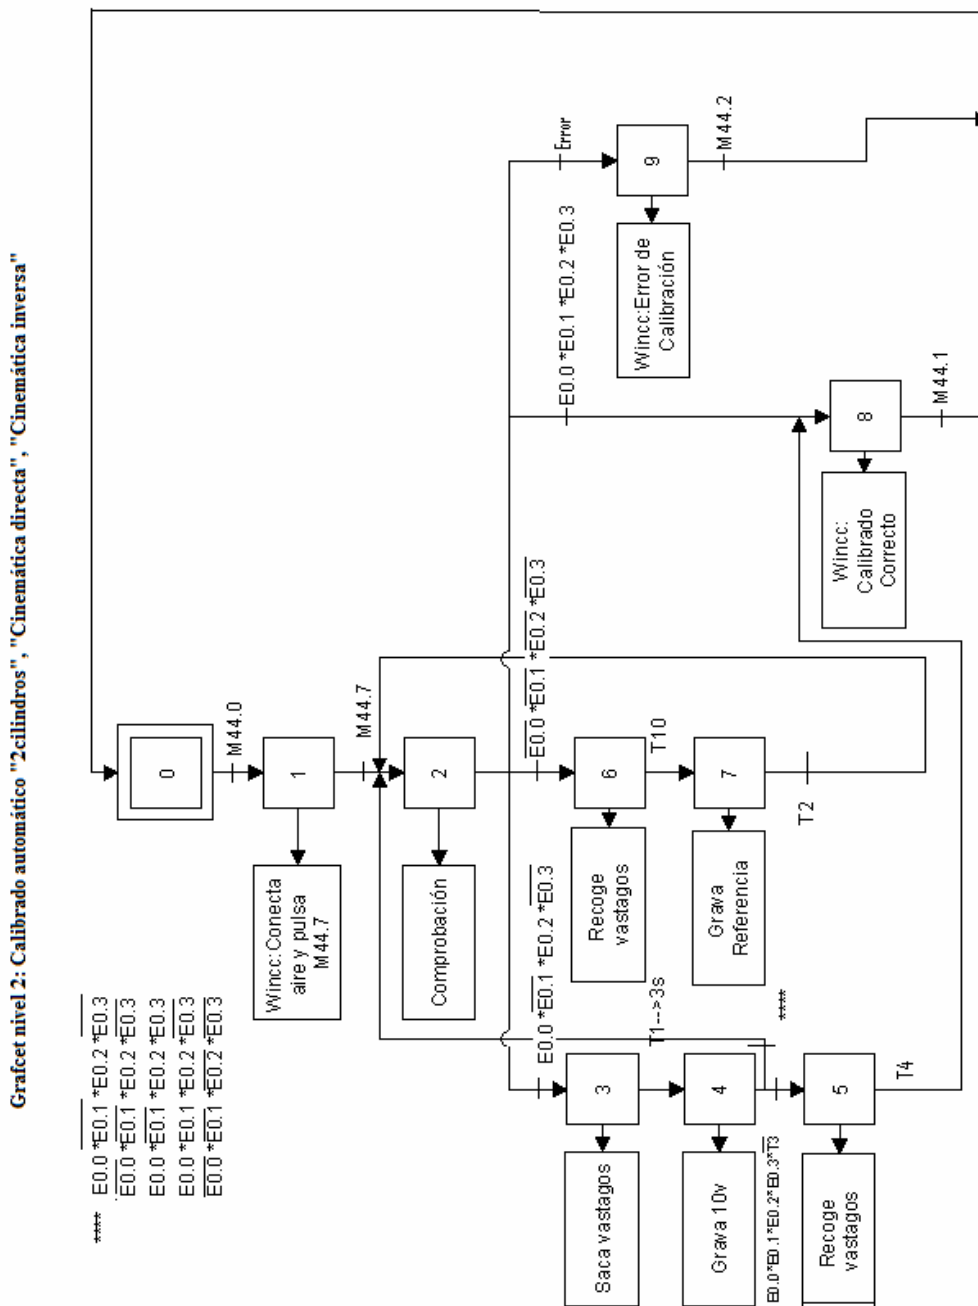 Grafcet nivel 2: Calibrado automático "2cilindros", "Cinemática directa", "Cinemática inversa"
**** E0.0 *E0.1 *E0.2 *E0.3
E0.0 *E0.1 *E0.2 *E0.3
E0.0 *E0.1 *E0.2 *E0.3
E0.0 *E0.1 *E0.2 *E0.3
E0.0 *E0.1 *E0.2 *E0.3
0
M44.0
1
Wincc:Conecta
aire y pulsa
M44.7
M44.7
2
Comprobación
E0.0 *E0.1 *E0.2 *E0.3
3
Saca vastagos
T1-->3s
4
Grava 10v
****
E0.0*E0.1*E0.2*E0.3*T3
5
Recoge
vastagos
T4
E0.0 *E0.1 *E0.2 *E0.3
6
Recoge
vastagos
T10
7
Grava
Referencia
T2
E0.0 *E0.1 *E0.2 *E0.3
8
Wincc:
Calibrado
Correcto
M44.1
Error
9
Wincc:Error de
Calibración
M44.2